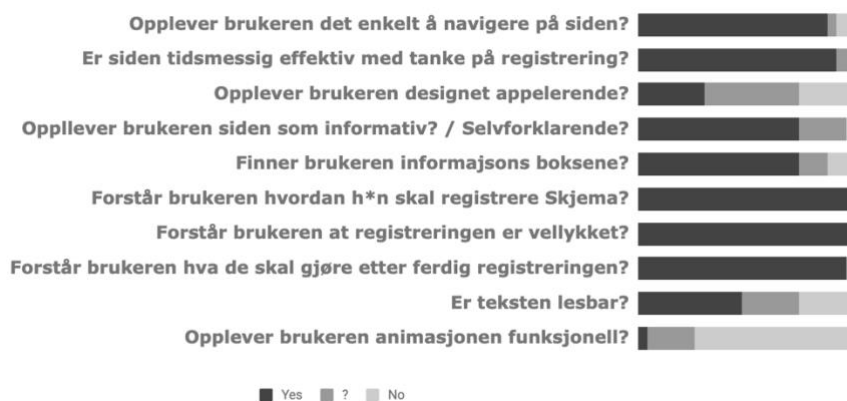 Opplever brukeren det enkelt å navigere på siden?
Er siden tidsmessig effektiv med tanke på registrering?
Opplever brukeren designet appelerende?
Oppllever brukeren siden som informativ? / Selvforklarende?
Finner brukeren informajsons boksene?
Forstår brukeren hvordan h*n skal registrere Skjema?
Forstår brukeren at registreringen er vellykket?
Forstår brukeren hva de skal gjøre etter ferdig registreringen?
Er teksten lesbar?
Opplever brukeren animasjonen funksjonell?
Yes ? No